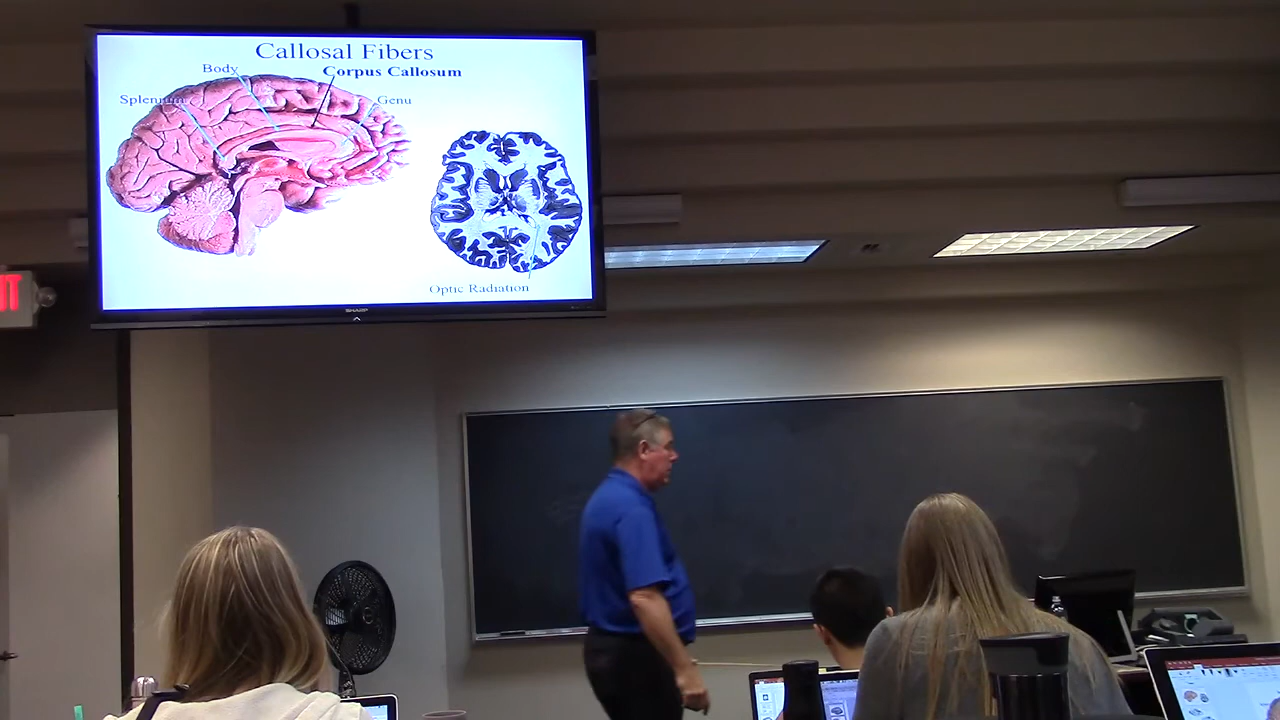 Callosal Fibers
Body
Corpus Callosum
Splenium
Genu
Optic Radiation
SHARP